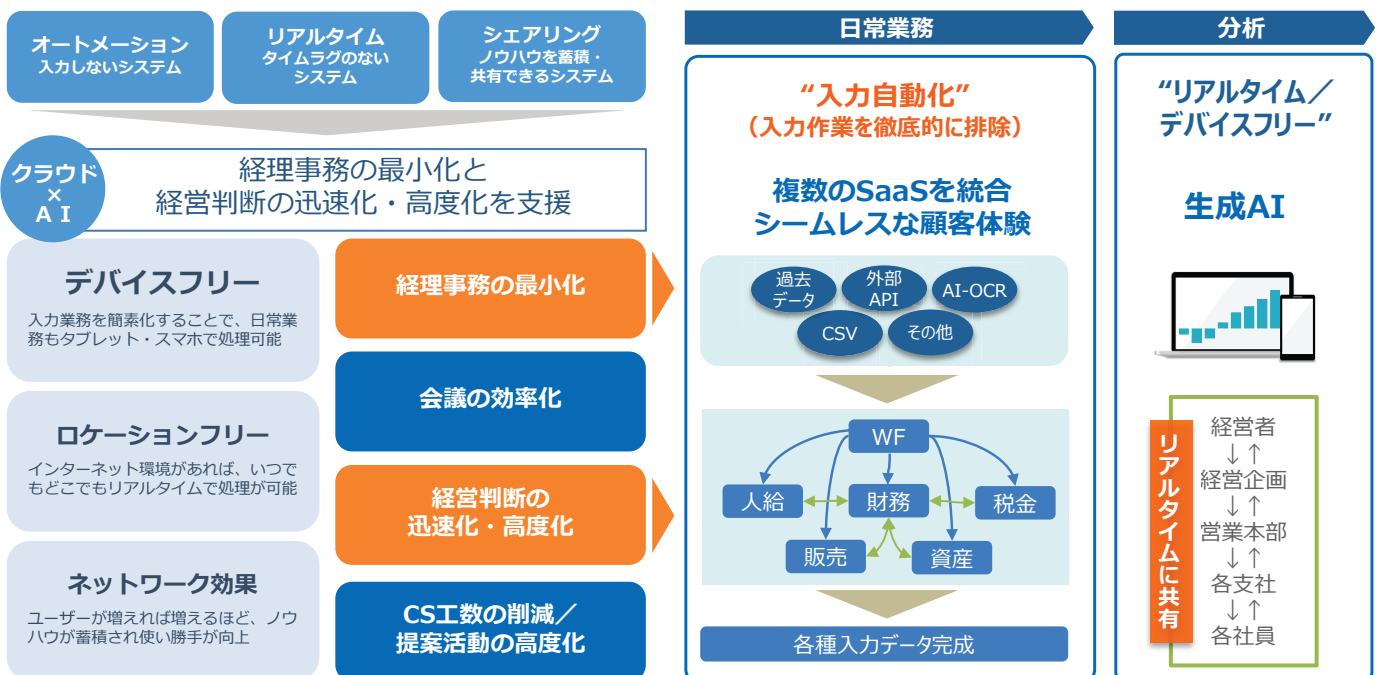 オートメーション
入力しないシステム
リアルタイム
タイムラグのない
システム
シェアリング
ノウハウを蓄積・
共有できるシステム
クラウド
×
ＡＩ
経理事務の最小化と
経営判断の迅速化・高度化を支援
デバイスフリー
入力業務を簡素化することで、日常業
務もタブレット・スマホで処理可能
ロケーションフリー
インターネット環境があれば、いつで
もどこでもリアルタイムで処理が可能
ネットワーク効果
ユーザーが増えれば増えるほど、ノウ
ハウが蓄積され使い勝手が向上
経理事務の最小化
会議の効率化
経営判断の
迅速化・高度化
CS工数の削減／
提案活動の高度化
日常業務
“入力自動化”
（入力作業を徹底的に排除）
複数のSaaSを統合
シームレスな顧客体験
過去
データ
外部
API
AI-OCR
CSV
その他
WF
人給
財務
税金
販売
資産
各種入力データ完成
分析
“リアルタイム／
デバイスフリー”
生成AI
リアルタイムに共有
経営者
↓↑
経営企画
↓↑
営業本部
↓↑
各支社
↓↑
各社員